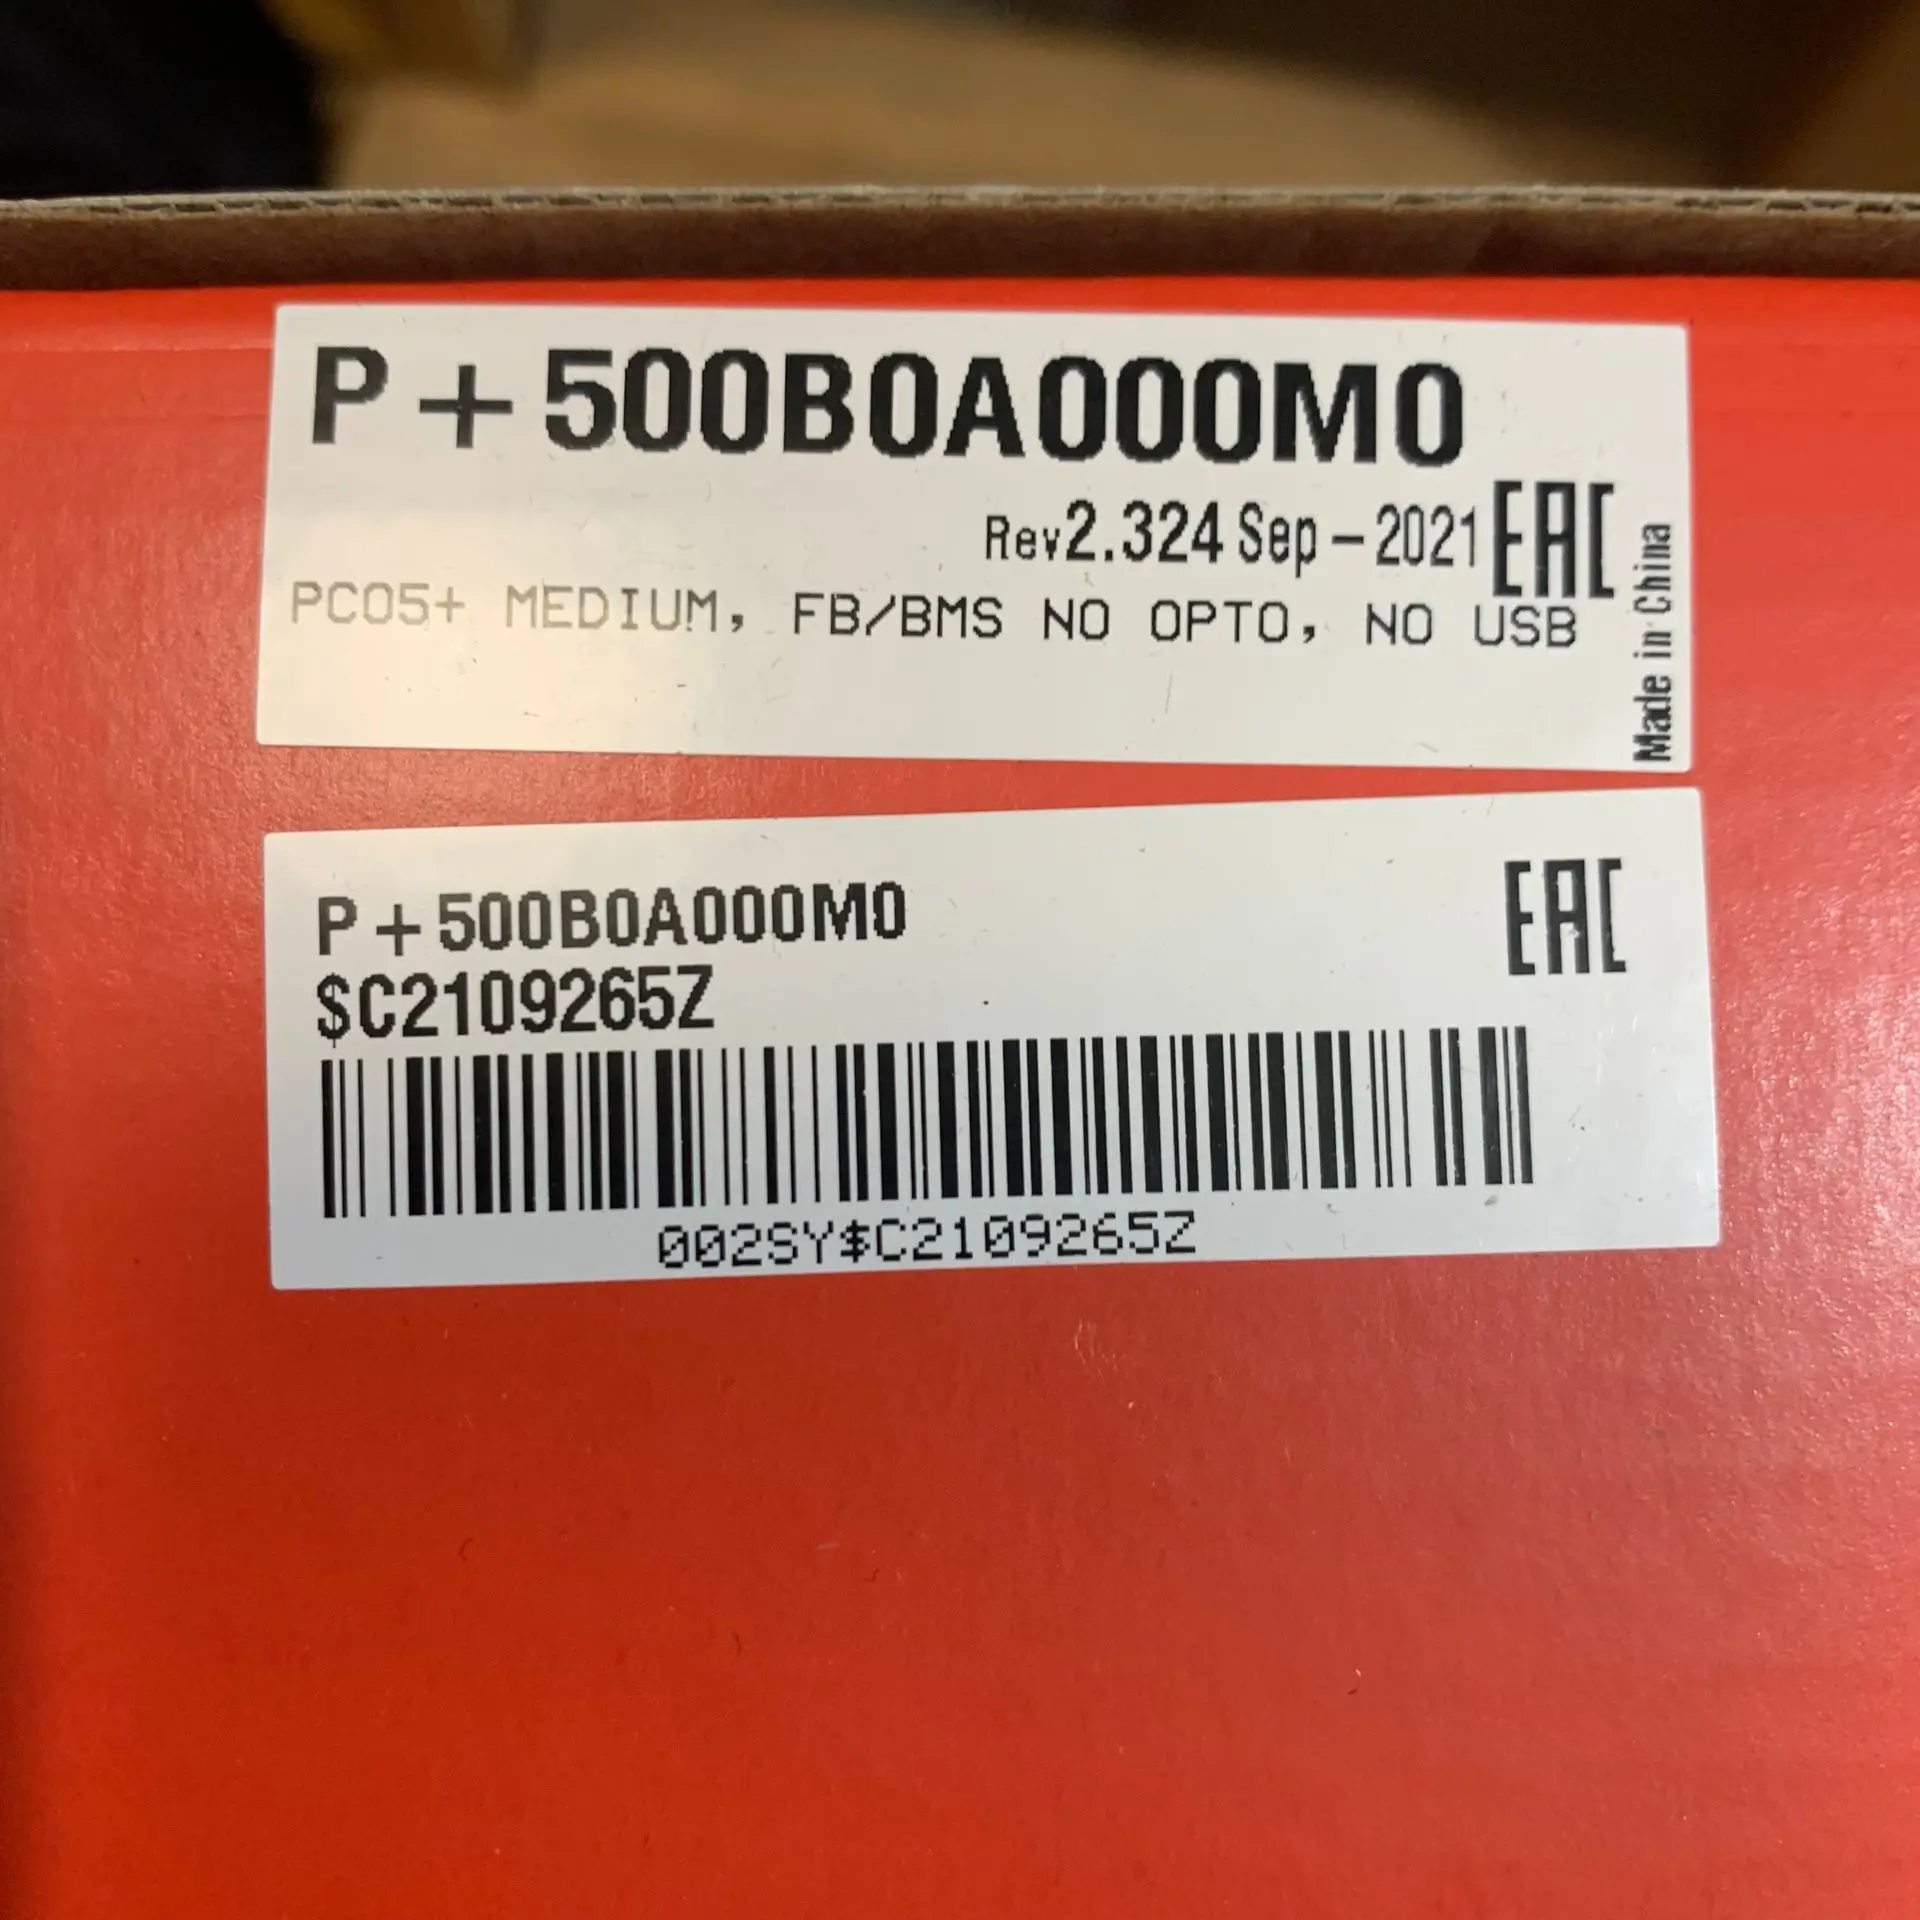 P+500B0A000M0
Rev2.324 Sep-2021 EAC
PCO5+ MEDIUM, FB/BMS NO OPTO, NO USB
Made in China
P+500B0A000M0
EAC
$C2109265Z
002SY$C2109265Z